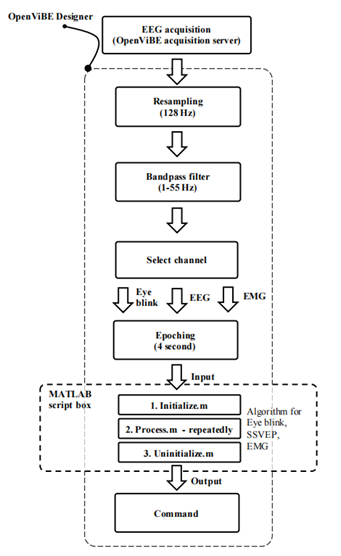 OpenViBE Designer
EEG acquisition
(OpenViBE acquisition server)
Resampling
(128 Hz)
Bandpass filter
(1-55 Hz)
Select channel
Eye
blink
EEG
EMG
Epoching
(4 second)
Input
MATLAB
script box
1. Initialize.m
2. Process.m - repeatedly
3. Uninitialize.m
Algorithm for
Eye blink,
SSVEP,
EMG
Output
Command